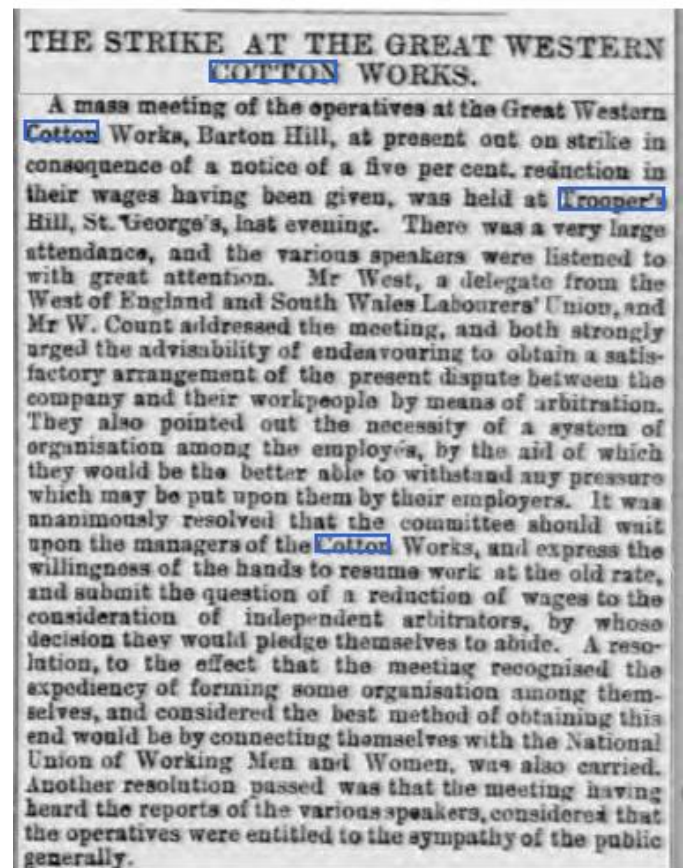 THE STRIKE AT THE GREAT WESTERN
COTTON WORKS.
A mass meeting of the operatives at the Great Western
Cotton Works, Barton Hill, at present out on strike in
consequence of a notice of a five per cent. reduction in
their wages having been given, was held at Trooper's
Hill, St. George's, last evening. There was a very large
attendance, and the various speakers were listened to
with great attention. Mr West, a delegate from the
West of England and South Wales Labourers' Union, and
Mr W. Count addressed the meeting, and both strongly
urged the advisability of endeavouring to obtain a satis-
factory arrangement of the present dispute between the
company and their workpeople by means of arbitration.
They also pointed out the necessity of a system of
organisation among the employés, by the aid of which
they would be the better able to withstand any pressure
which may be put upon them by their employers. It was
unanimously resolved that the committee should wait
upon the managers of the Cotton Works, and express the
willingness of the hands to resume work at the old rate,
and submit the question of a reduction of wages to the
consideration of independent arbitrators, by whose
decision they would pledge themselves to abide. A reso-
lution, to the effect that the meeting recognised the
expediency of forming some organisation among them-
selves, and considered the best method of obtaining this
end would be by connecting themselves with the National
Union of Working Men and Women, was also carried.
Another resolution passed was that the meeting having
heard the reports of the various speakers, considered that
the operatives were entitled to the sympathy of the public
generally.